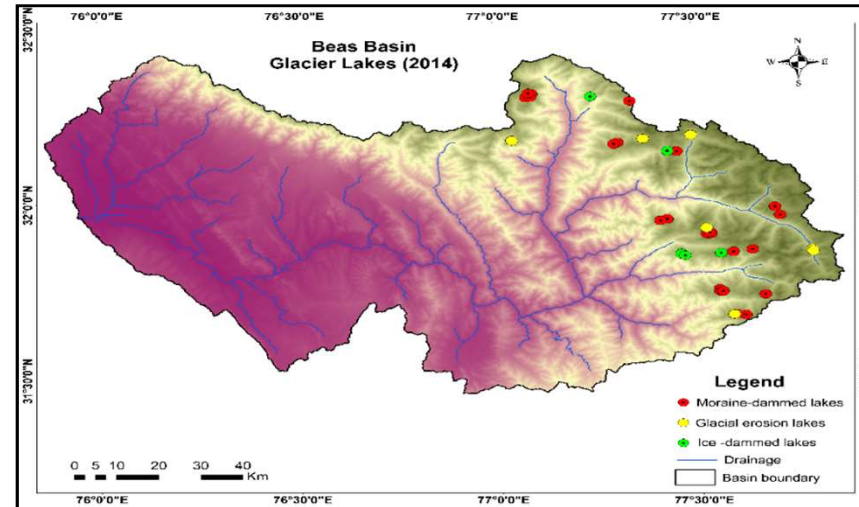 76°0'0"E 76°30'0"E 77°0'0"E 77°30'0"E
32°30'0"N
Beas Basin
Glacier Lakes (2014)
N
W E
S
32°0'0"N
31°30'0"N
Legend
Moraine-dammed lakes
Glacial erosion lakes
Ice -dammed lakes
Drainage
Basin boundary
0 5 10 20 30 40
Km
76°0'0"E 76°30'0"E 77°0'0"E 77°30'0"E